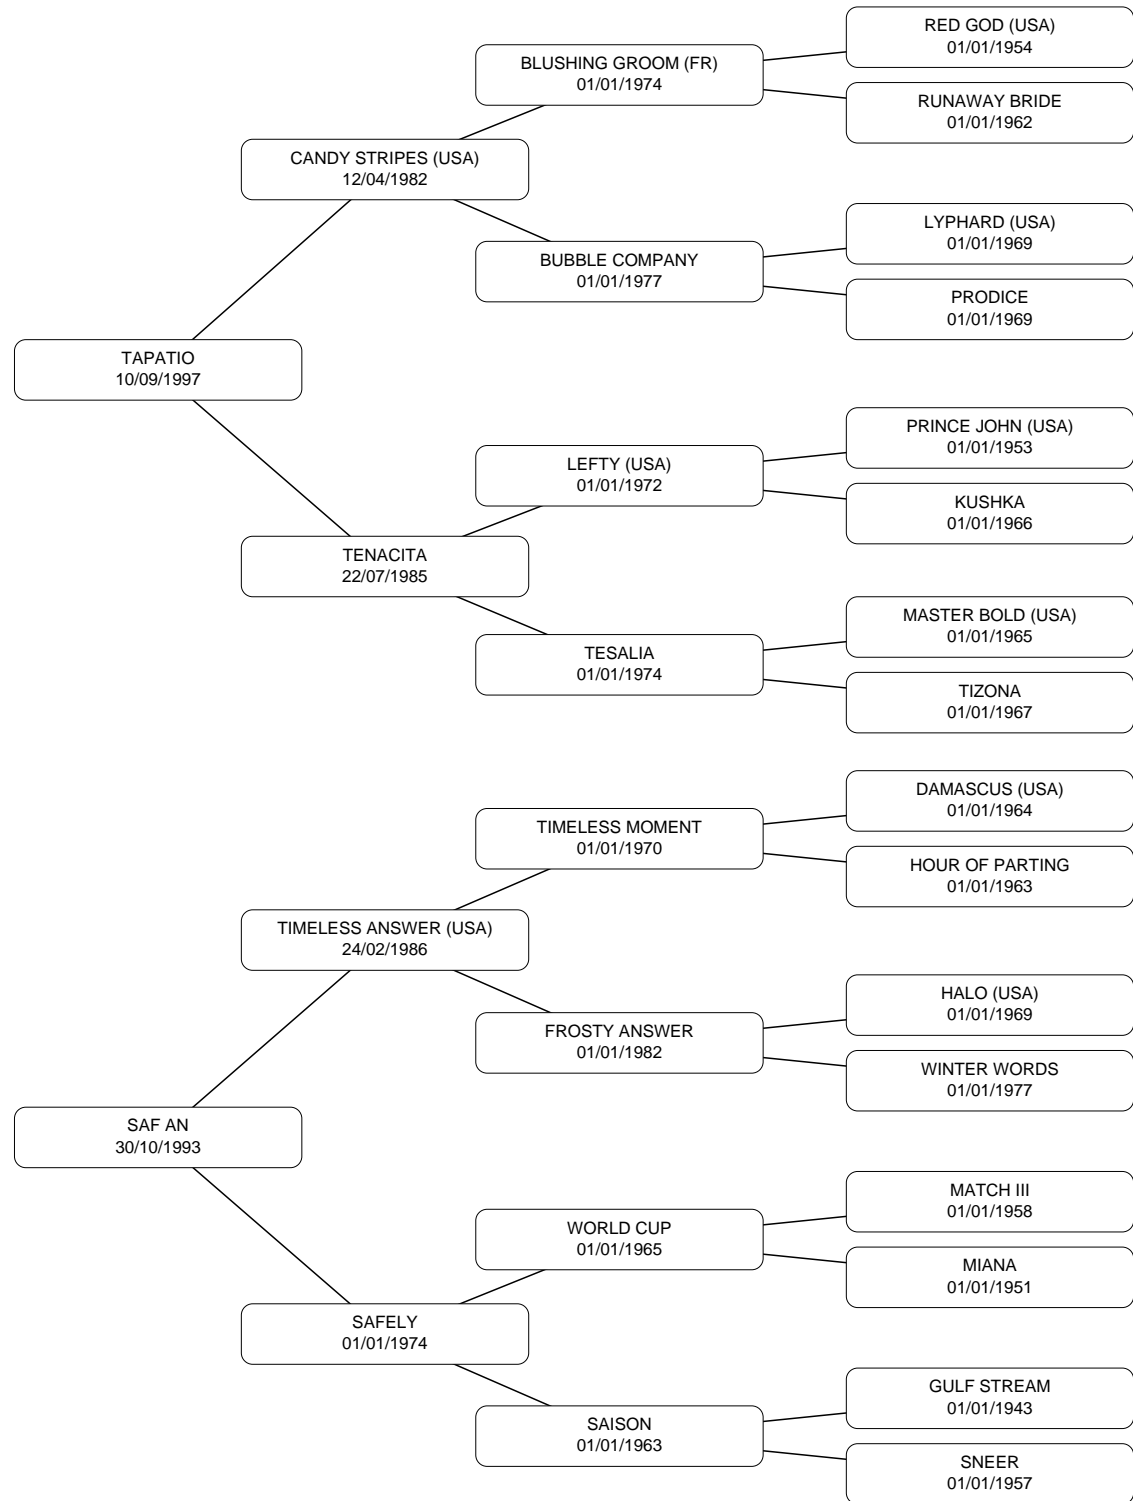 RED GOD (USA)
01/01/1954
BLUSHING GROOM (FR)
01/01/1974
RUNAWAY BRIDE
01/01/1962
CANDY STRIPES (USA)
12/04/1982
LYPHARD (USA)
01/01/1969
BUBBLE COMPANY
01/01/1977
PRODICE
01/01/1969
TAPATIO
10/09/1997
PRINCE JOHN (USA)
01/01/1953
LEFTY (USA)
01/01/1972
KUSHKA
01/01/1966
TENACITA
22/07/1985
MASTER BOLD (USA)
01/01/1965
TESALIA
01/01/1974
TIZONA
01/01/1967
DAMASCUS (USA)
01/01/1964
TIMELESS MOMENT
01/01/1970
HOUR OF PARTING
01/01/1963
TIMELESS ANSWER (USA)
24/02/1986
HALO (USA)
01/01/1969
FROSTY ANSWER
01/01/1982
WINTER WORDS
01/01/1977
SAF AN
30/10/1993
MATCH III
01/01/1958
WORLD CUP
01/01/1965
MIANA
01/01/1951
SAFELY
01/01/1974
GULF STREAM
01/01/1943
SAISON
01/01/1963
SNEER
01/01/1957